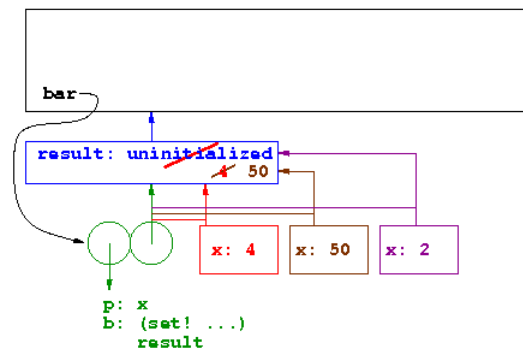 bar
result: uninitialized
4 50
x: 4
x: 50
x: 2
p: x
b: (set! ...)
result